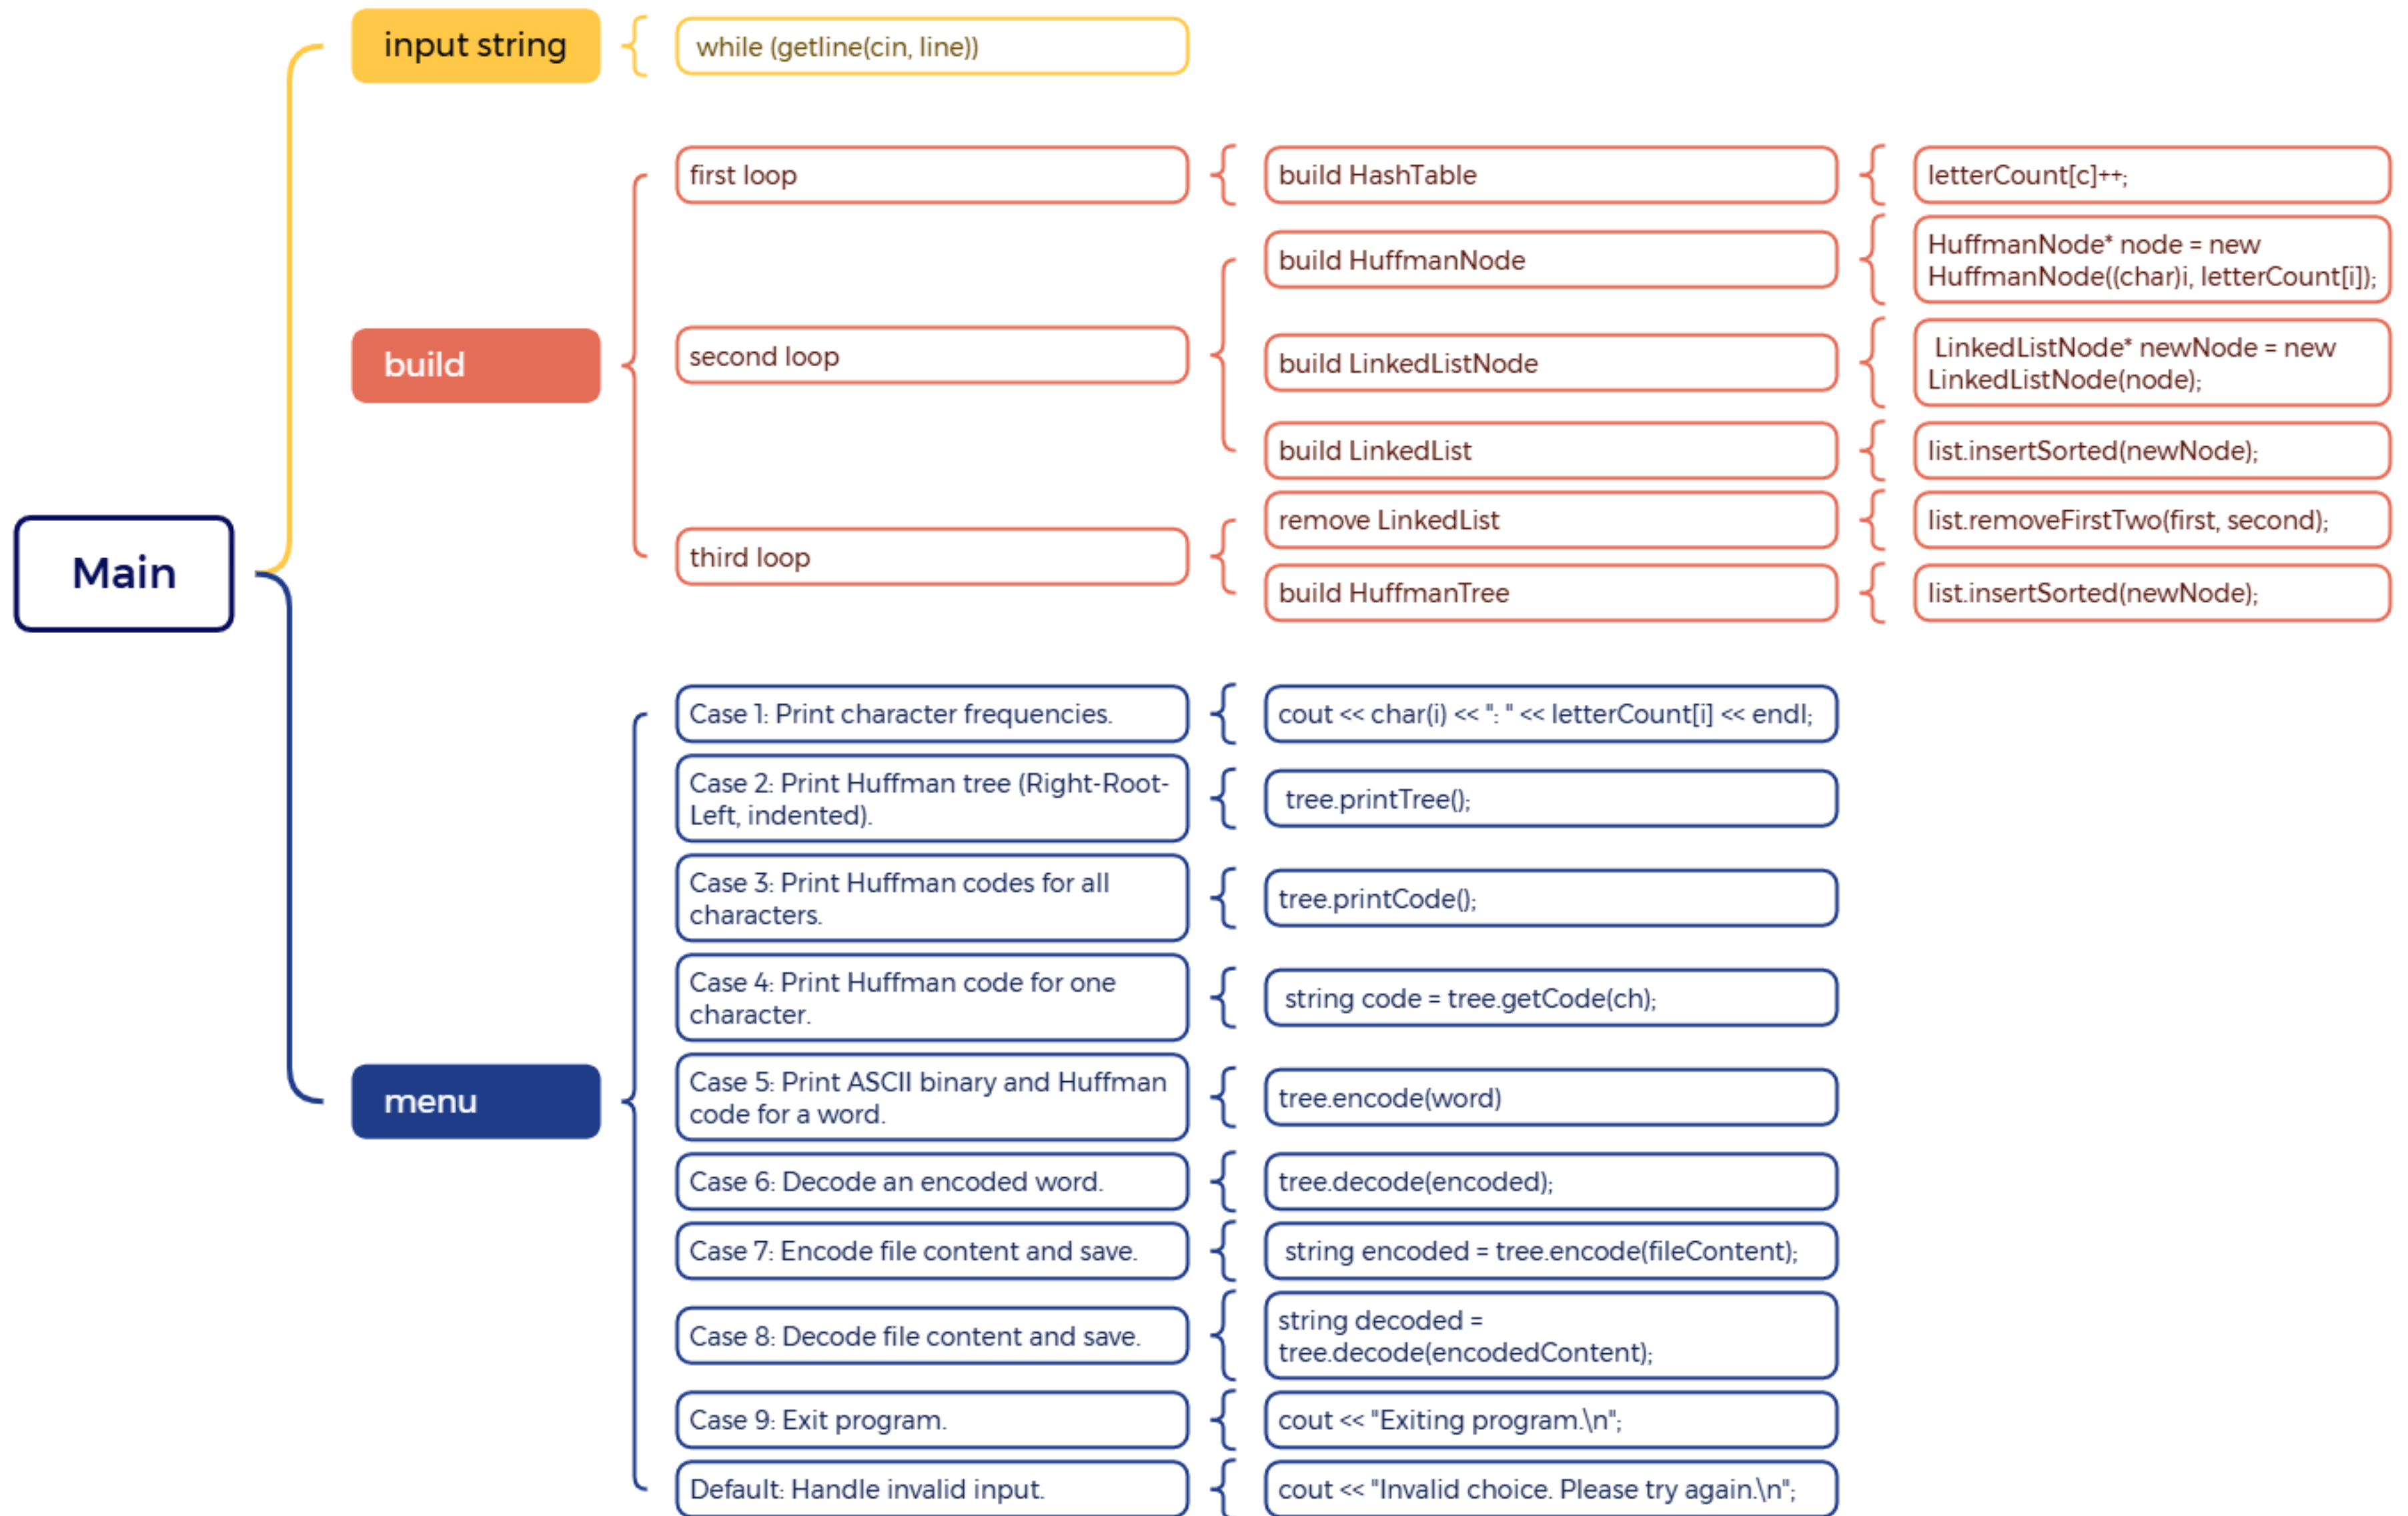 Main
input string
while (getline(cin, line))
build
first loop
build HashTable
letterCount[c]++;
second loop
build HuffmanNode
HuffmanNode* node = new
HuffmanNode((char)i, letterCount[i]);
build LinkedListNode
LinkedListNode* newNode = new
LinkedListNode(node);
build LinkedList
list.insertSorted(newNode);
third loop
remove LinkedList
list.removeFirstTwo(first, second);
build HuffmanTree
list.insertSorted(newNode);
menu
Case 1: Print character frequencies.
cout << char(i) << ": " << letterCount[i] << endl;
Case 2: Print Huffman tree (Right-Root-
Left, indented).
tree.printTree();
Case 3: Print Huffman codes for all
characters.
tree.printCode();
Case 4: Print Huffman code for one
character.
string code = tree.getCode(ch);
Case 5: Print ASCII binary and Huffman
code for a word.
tree.encode(word)
Case 6: Decode an encoded word.
tree.decode(encoded);
Case 7: Encode file content and save.
string encoded = tree.encode(fileContent);
Case 8: Decode file content and save.
string decoded =
tree.decode(encodedContent);
Case 9: Exit program.
cout << "Exiting program.\n";
Default: Handle invalid input.
cout << "Invalid choice. Please try again.\n";